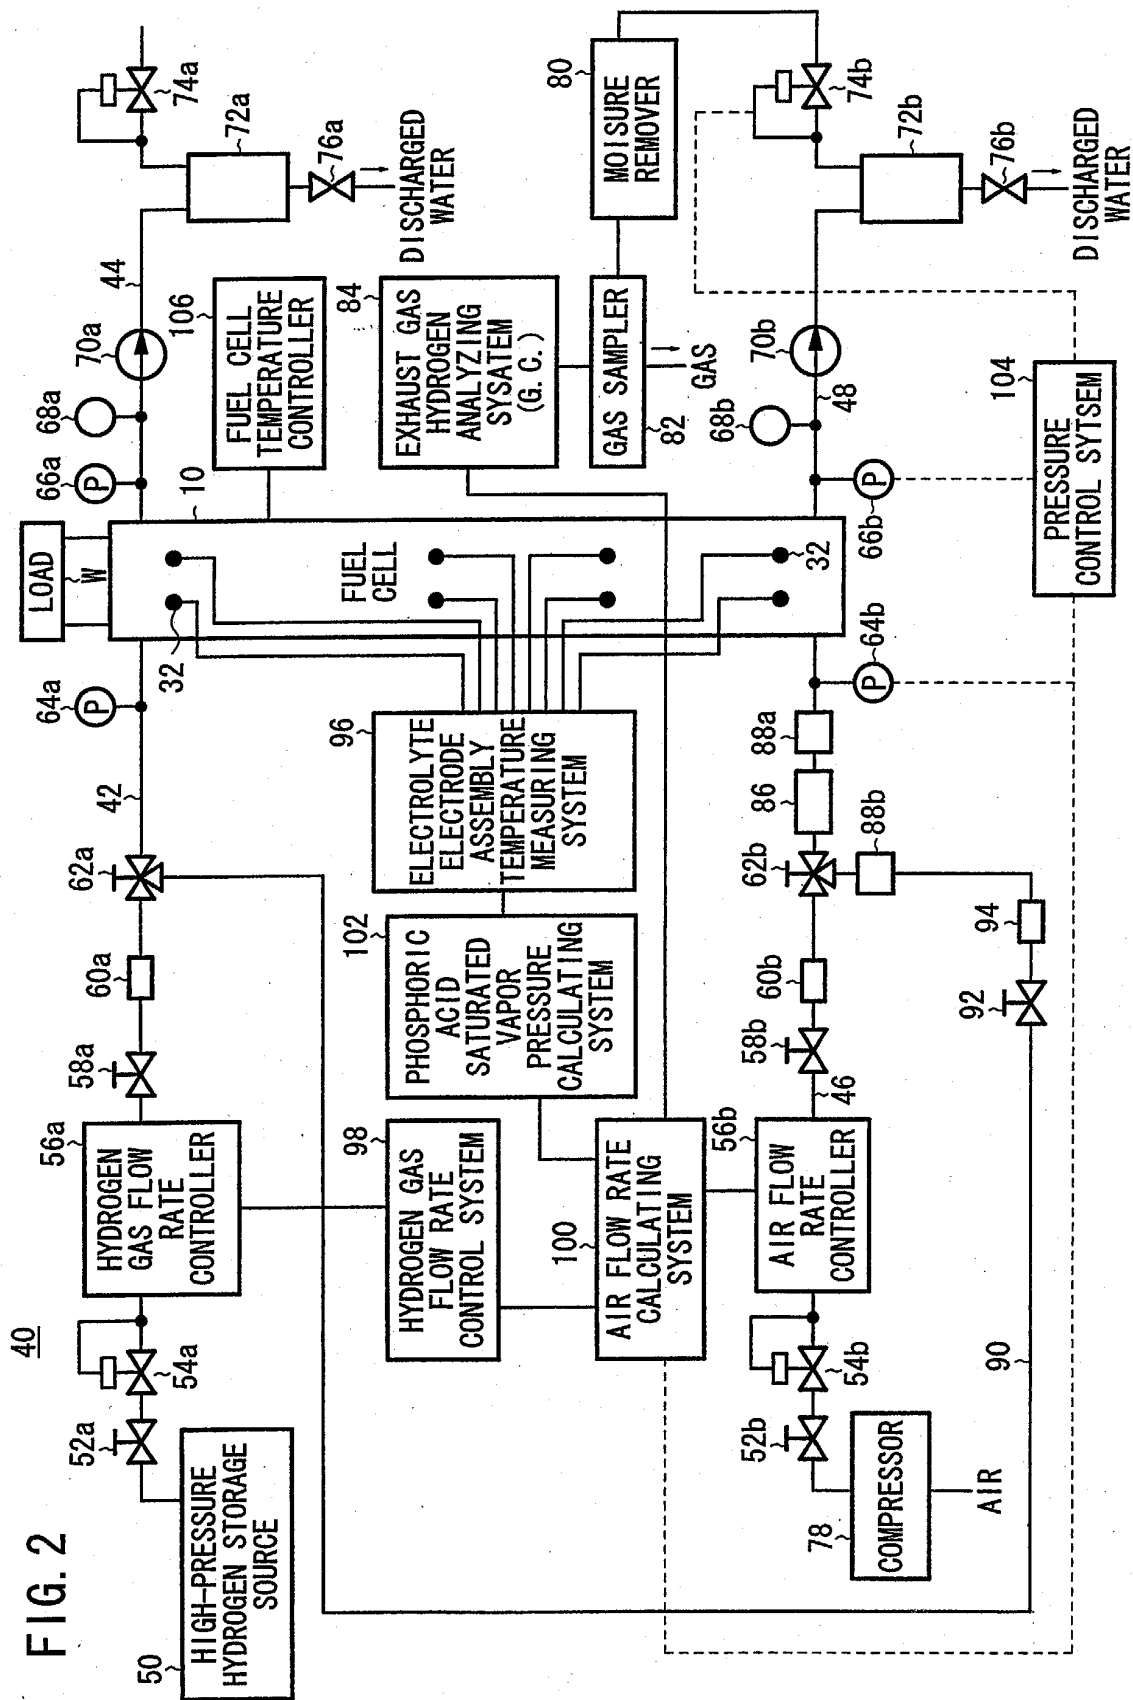 FIG. 2
40
HIGH-PRESSURE
HYDROGEN STORAGE
SOURCE
50
52a
54a
HYDROGEN
GAS FLOW
RATE
CONTROLLER
56a
58a
60a
62a
42
64a
LOAD
W
32
10
FUEL
CELL
32
66a
68a
70a
44
72a
74a
76a
DISCHARGED
WATER
FUEL CELL
TEMPERATURE
CONTROLLER
106
EXHAUST GAS
HYDROGEN
ANALYZING
SYSATEM
(G. C.)
84
GAS SAMPLER
82
GAS
MOISURE
REMOVER
80
HYDROGEN GAS
FLOW RATE
CONTROL SYSTEM
98
PHOSPHORIC
ACID
SATURATED
VAPOR
PRESSURE
CALCULATING
SYSTEM
102
ELECTROLYTE
ELECTRODE
ASSEMBLY
TEMPERATURE
MEASURING
SYSTEM
96
AIR FLOW RATE
CALCULATING
SYSTEM
100
COMPRESSOR
78
AIR
52b
54b
AIR FLOW
RATE
CONTROLLER
56b
46
58b
60b
62b
86
88a
88b
64b
66b
68b
48
70b
72b
74b
76b
DISCHARGED
WATER
90
92
94
PRESSURE
CONTROL SYTSEM
104
P
P
P
P